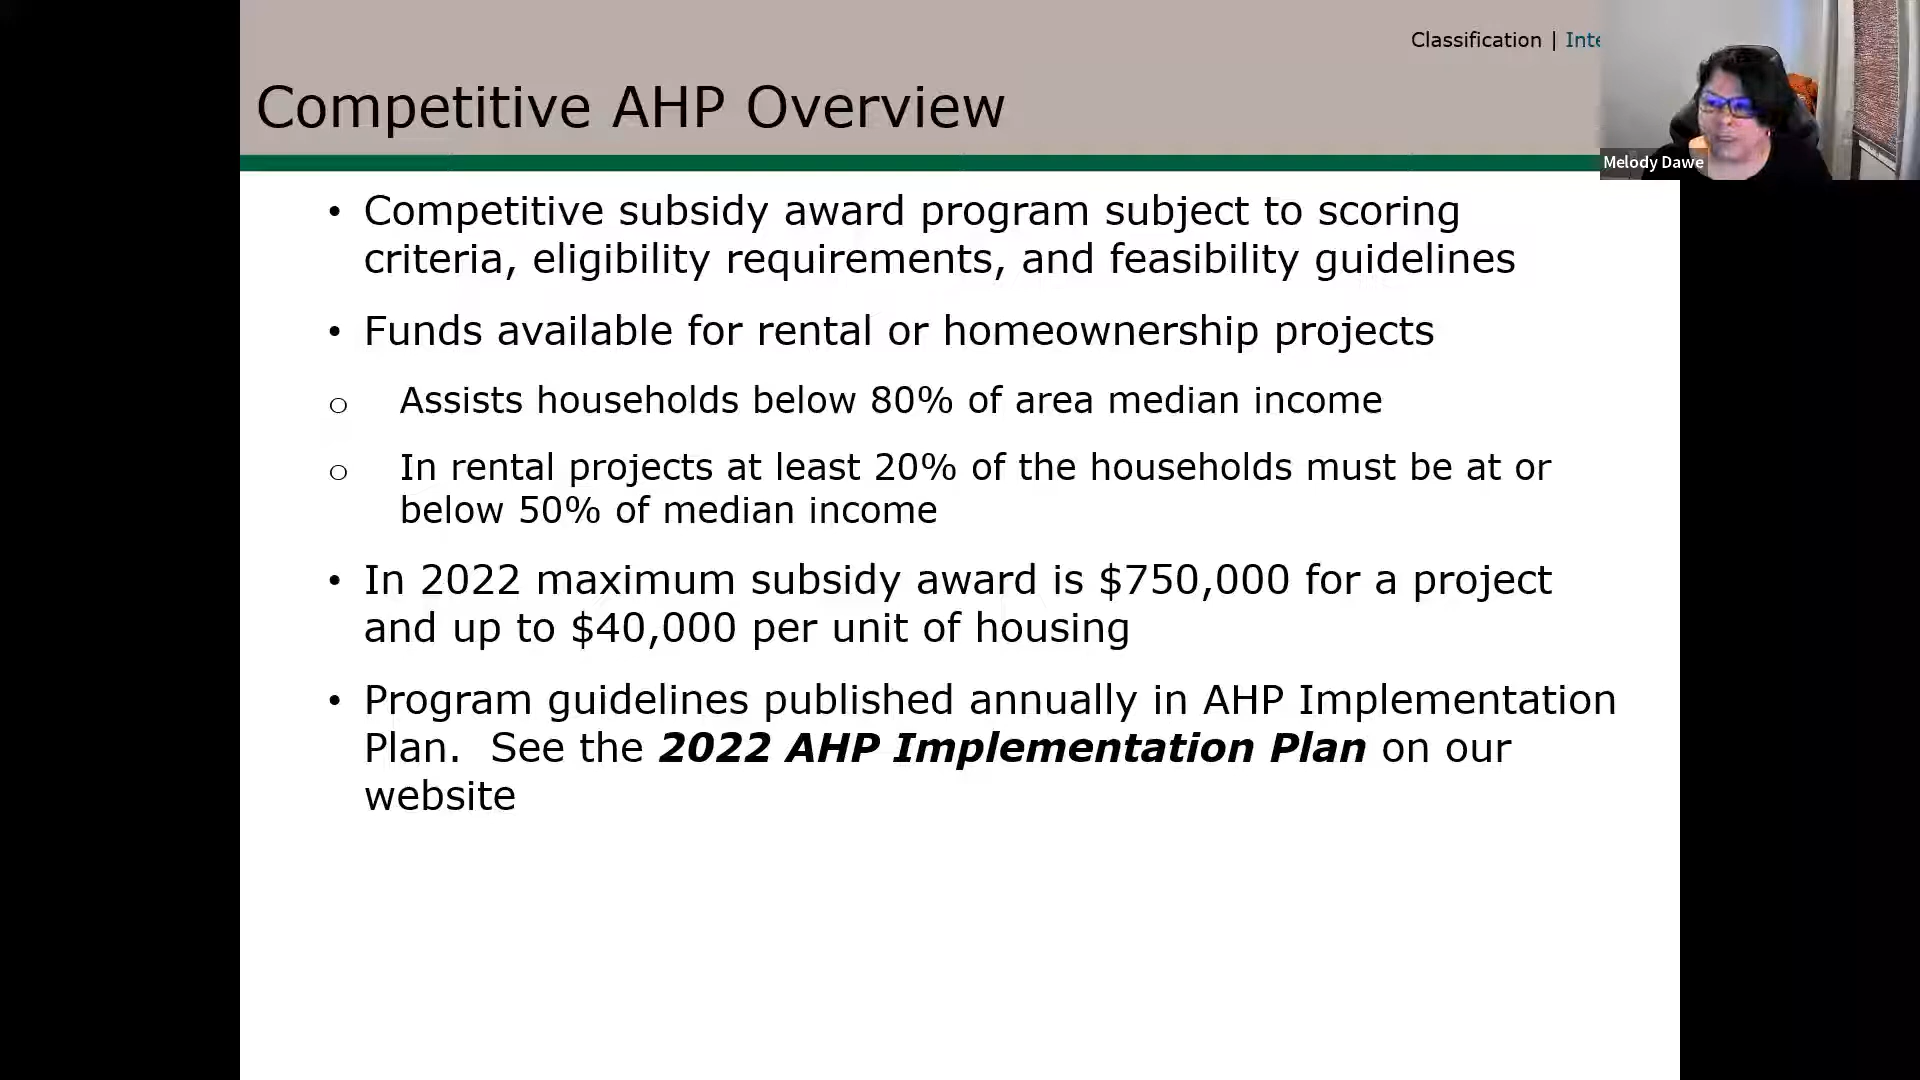 Classification |
Competitive AHP Overview
Melody Dawe
• Competitive subsidy award program subject to scoring
criteria, eligibility requirements, and feasibility guidelines
• Funds available for rental or homeownership projects
o Assists households below 80% of area median income
o In rental projects at least 20% of the households must be at or
below 50% of median income
• In 2022 maximum subsidy award is $750,000 for a project
and up to $40,000 per unit of housing
• Program guidelines published annually in AHP Implementation
Plan.  See the 2022 AHP Implementation Plan on our
website